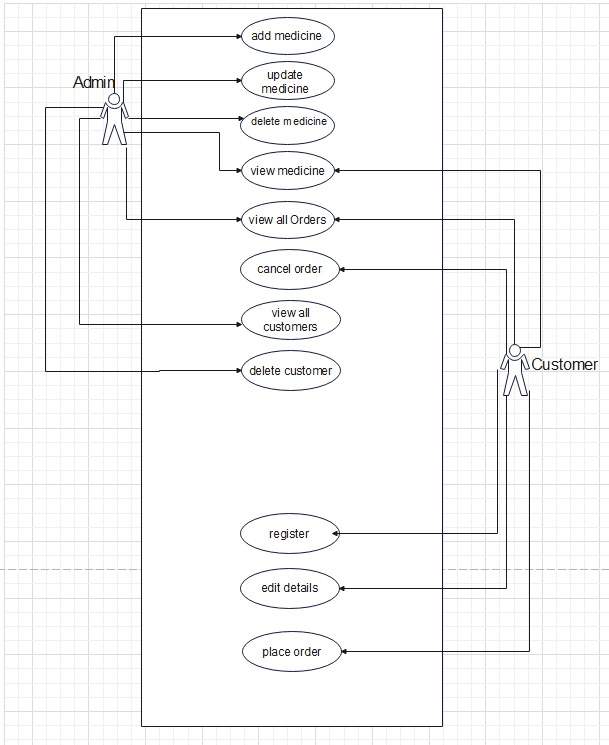 add medicine
Admin
update
medicine
delete medicine
view medicine
view all Orders
cancel order
view all
customers
Customer
delete customer
register
edit details
place order